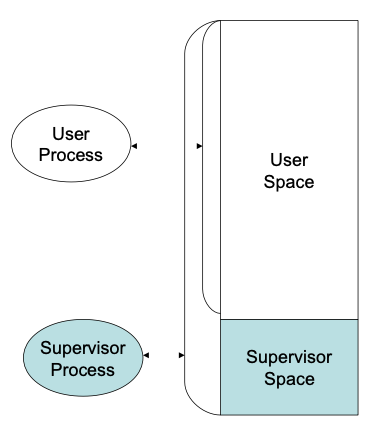 User
Process
User
Space
Supervisor
Process
Supervisor
Space